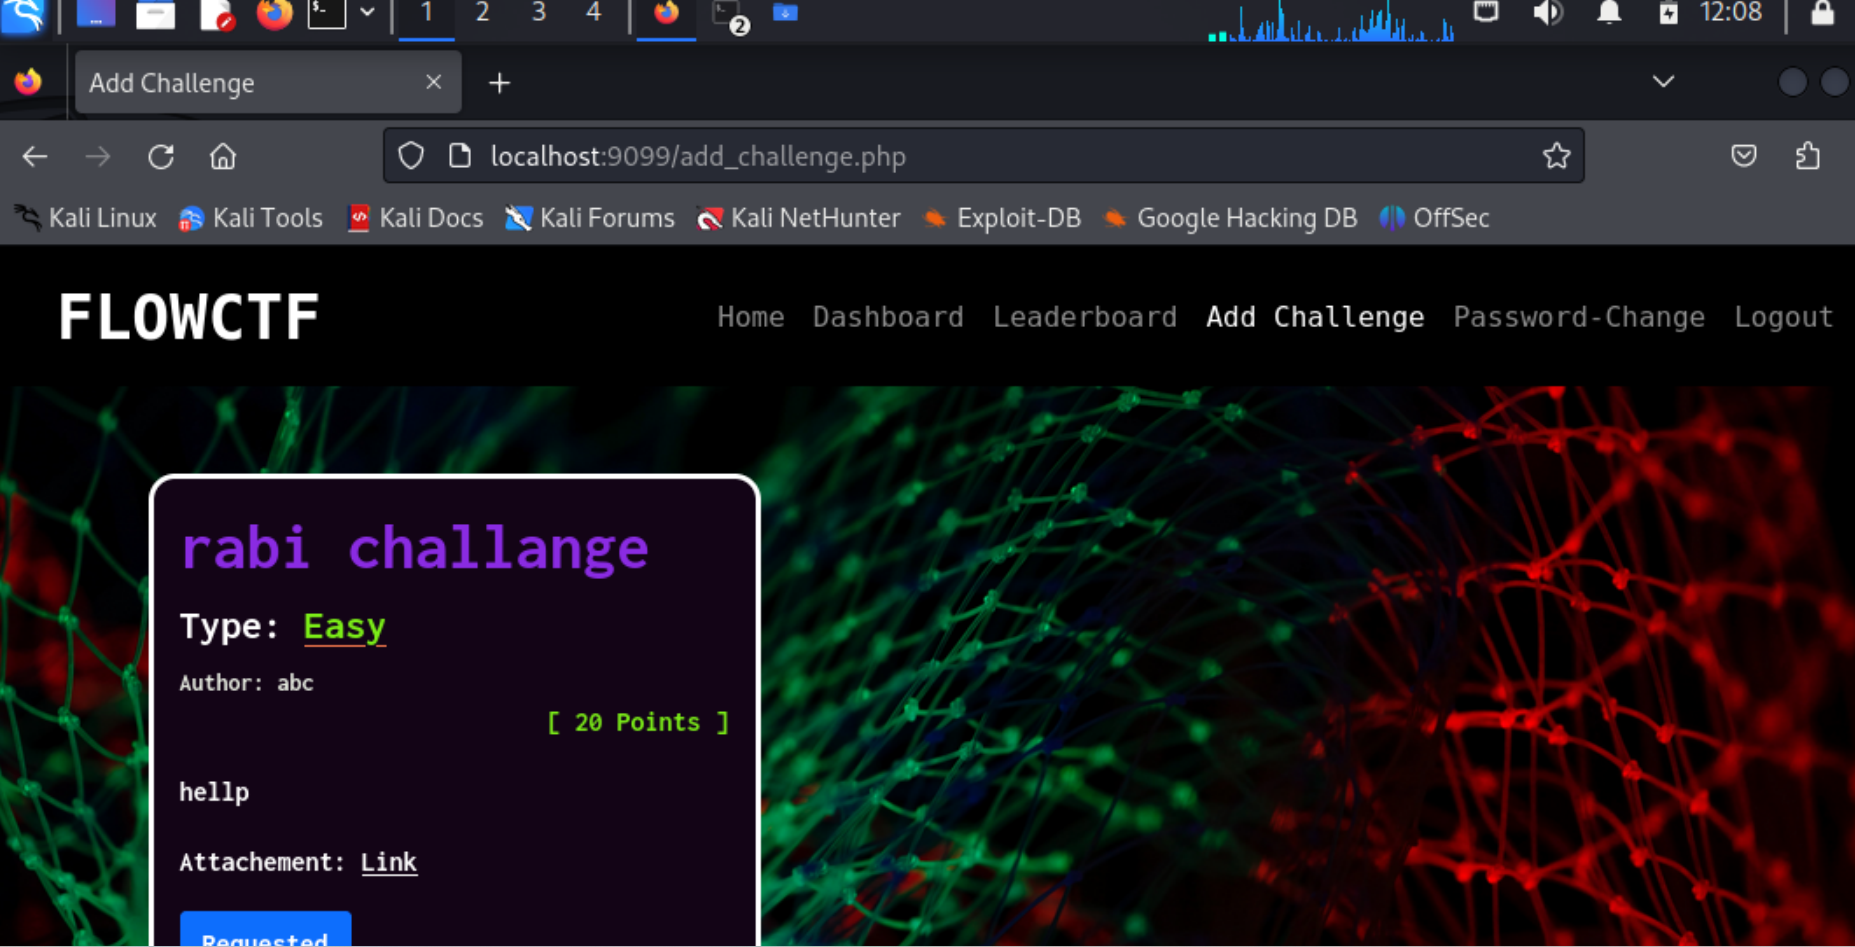 1 2 3 4 2 12:08
Add Challenge
localhost:9099/add_challenge.php
Kali Linux Kali Tools Kali Docs Kali Forums Kali NetHunter Exploit-DB Google Hacking DB OffSec
FLOWCTF Home Dashboard Leaderboard Add Challenge Password-Change Logout
rabi challange
Type: Easy
Author: abc
[ 20 Points ]
hellp
Attachement: Link
Requested